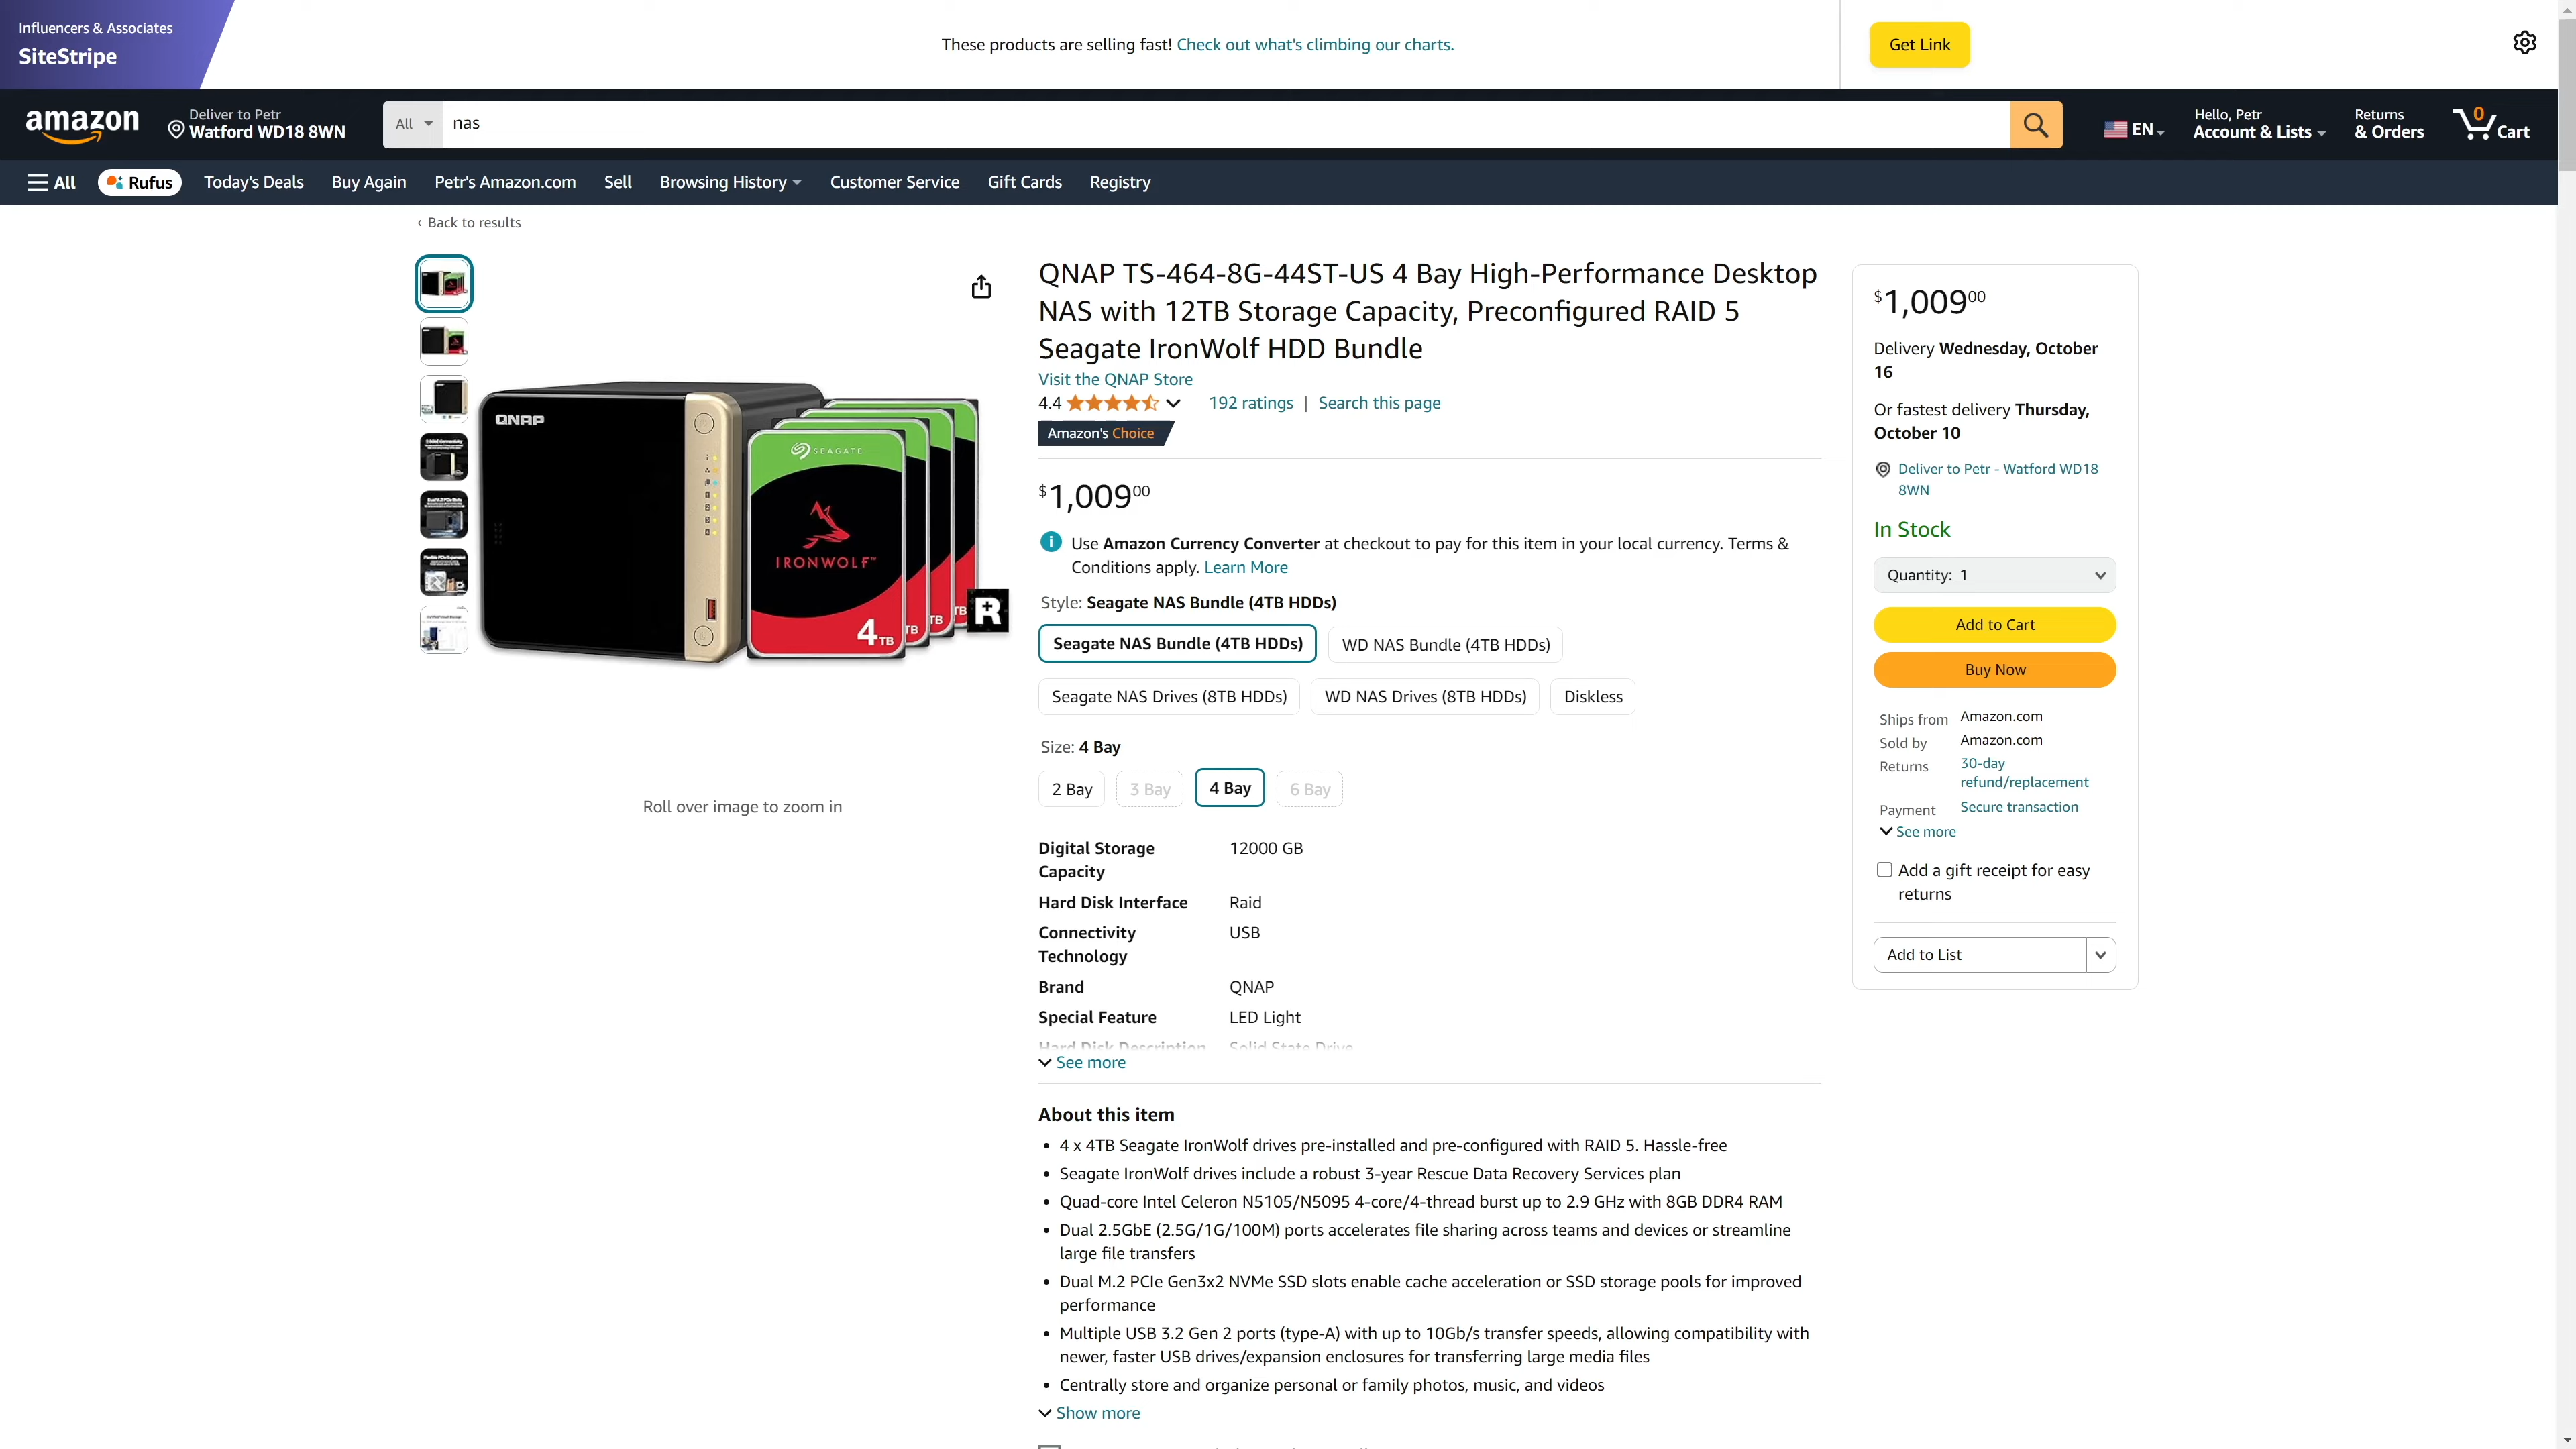 Influencers & Associates
SiteStripe
These products are selling fast! Check out what's climbing our charts.
Get Link
amazon
Deliver to Petr
Watford WD18 8WN
All
nas
EN
Hello, Petr
Account & Lists
Returns
& Orders
0
Cart
All
Rufus
Today's Deals
Buy Again
Petr's Amazon.com
Sell
Browsing History
Customer Service
Gift Cards
Registry
‹ Back to results
QNAP
SEAGATE
IRONWOLF™
4TB
TB
TB
TB
R
Roll over image to zoom in
QNAP TS-464-8G-44ST-US 4 Bay High-Performance Desktop
NAS with 12TB Storage Capacity, Preconfigured RAID 5
Seagate IronWolf HDD Bundle
Visit the QNAP Store
4.4
192 ratings | Search this page
Amazon's Choice
$1,00900
Use Amazon Currency Converter at checkout to pay for this item in your local currency. Terms &
Conditions apply. Learn More
Style: Seagate NAS Bundle (4TB HDDs)
Seagate NAS Bundle (4TB HDDs)
WD NAS Bundle (4TB HDDs)
Seagate NAS Drives (8TB HDDs)
WD NAS Drives (8TB HDDs)
Diskless
Size: 4 Bay
2 Bay
3 Bay
4 Bay
6 Bay
Digital Storage
Capacity
12000 GB
Hard Disk Interface
Raid
Connectivity
Technology
USB
Brand
QNAP
Special Feature
LED Light
Hard Disk Description
Solid State Drive
See more
About this item
• 4 x 4TB Seagate IronWolf drives pre-installed and pre-configured with RAID 5. Hassle-free
• Seagate IronWolf drives include a robust 3-year Rescue Data Recovery Services plan
• Quad-core Intel Celeron N5105/N5095 4-core/4-thread burst up to 2.9 GHz with 8GB DDR4 RAM
• Dual 2.5GbE (2.5G/1G/100M) ports accelerates file sharing across teams and devices or streamline
large file transfers
• Dual M.2 PCIe Gen3x2 NVMe SSD slots enable cache acceleration or SSD storage pools for improved
performance
• Multiple USB 3.2 Gen 2 ports (type-A) with up to 10Gb/s transfer speeds, allowing compatibility with
newer, faster USB drives/expansion enclosures for transferring large media files
• Centrally store and organize personal or family photos, music, and videos
Show more
$1,00900
Delivery Wednesday, October
16
Or fastest delivery Thursday,
October 10
Deliver to Petr - Watford WD18
8WN
In Stock
Quantity: 1
Add to Cart
Buy Now
Ships from
Amazon.com
Sold by
Amazon.com
Returns
30-day
refund/replacement
Payment
Secure transaction
See more
Add a gift receipt for easy
returns
Add to List